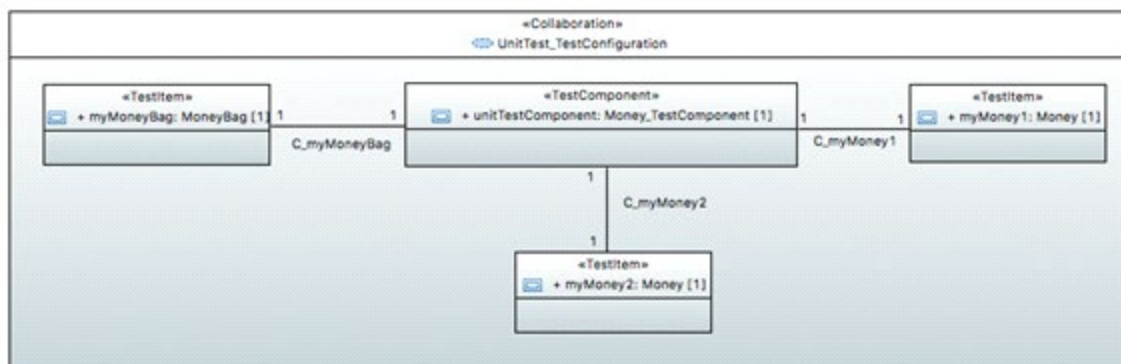 «Collaboration»
UnitTest_TestConfiguration
«TestItem»
+ myMoneyBag: MoneyBag [1]
1
1
C_myMoneyBag
«TestComponent»
+ unitTestComponent: Money_TestComponent [1]
1
1
C_myMoney1
«TestItem»
+ myMoney1: Money [1]
1
C_myMoney2
1
«TestItem»
+ myMoney2: Money [1]